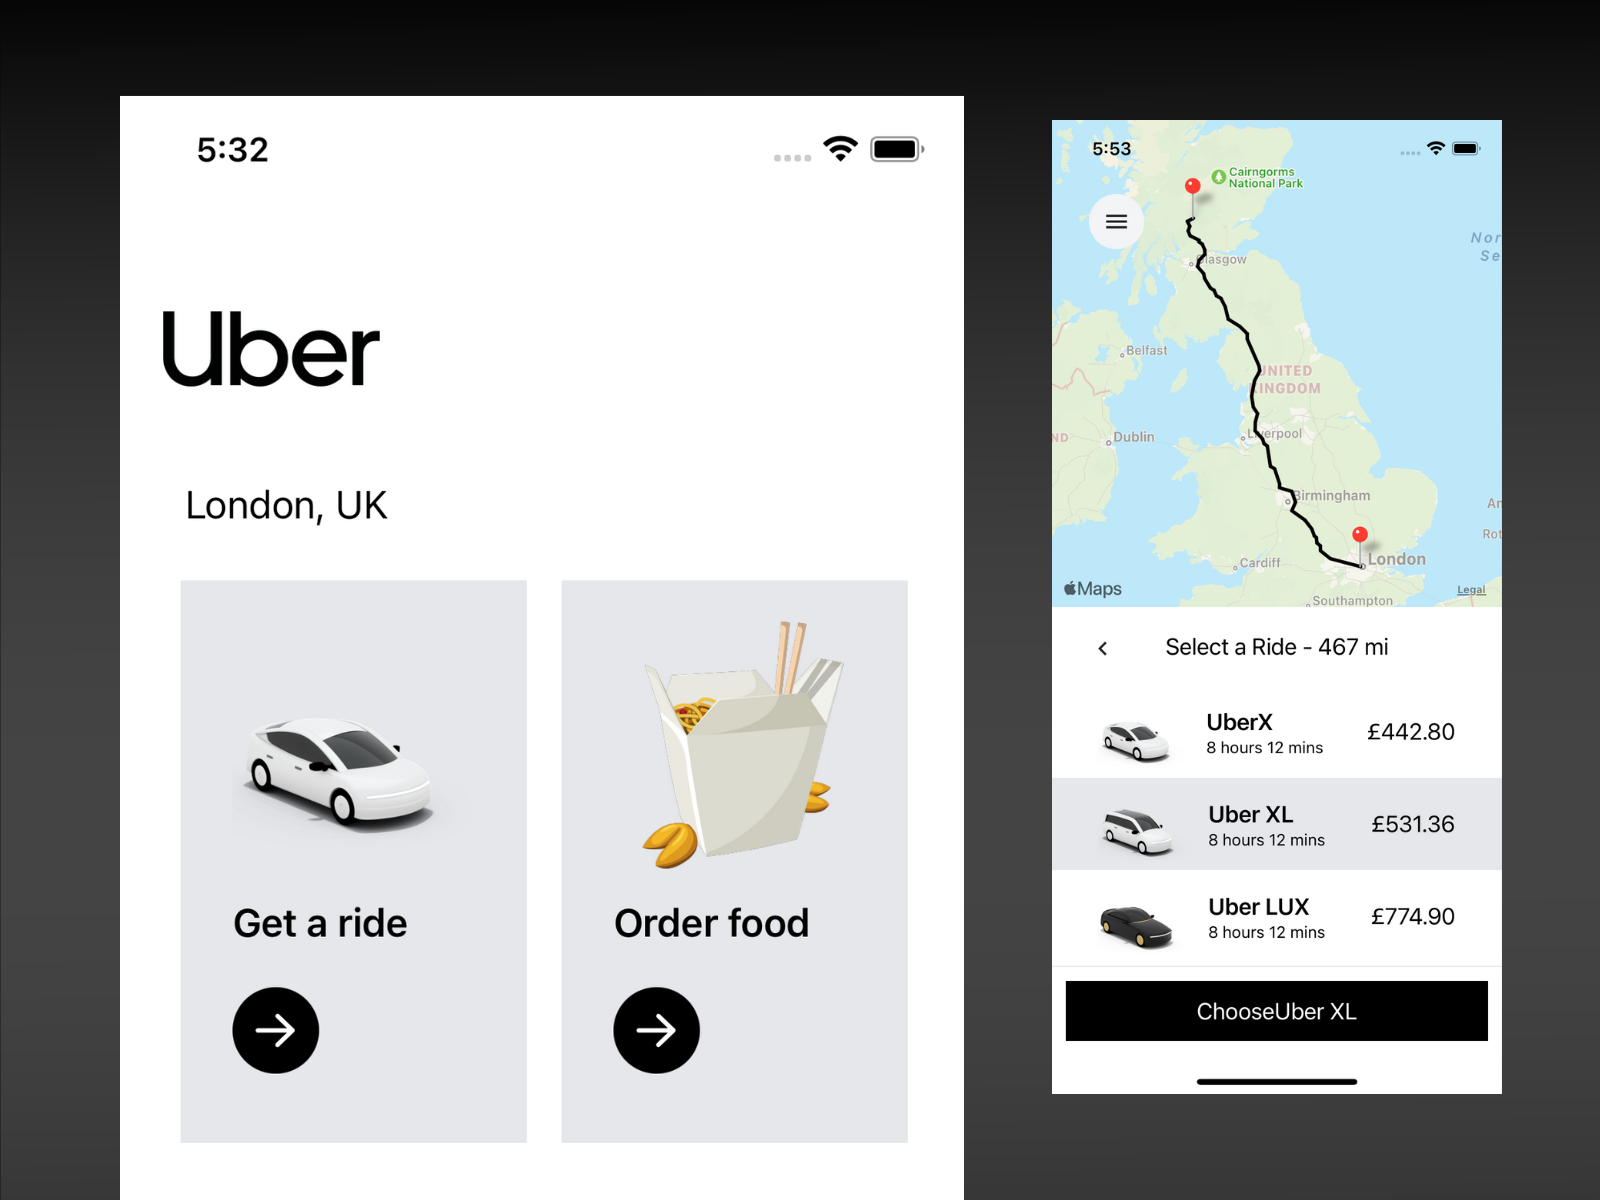 5:32
Uber
London, UK
Get a ride
Order food
5:53
Cairngorms
National Park
Nor
Se
Glasgow
Belfast
UNITED
KINGDOM
ND
Dublin
Liverpool
Birmingham
An
Rot
London
Cardiff
Maps
Legal
Southampton
Select a Ride - 467 mi
UberX
8 hours 12 mins
£442.80
Uber XL
8 hours 12 mins
£531.36
Uber LUX
8 hours 12 mins
£774.90
ChooseUber XL